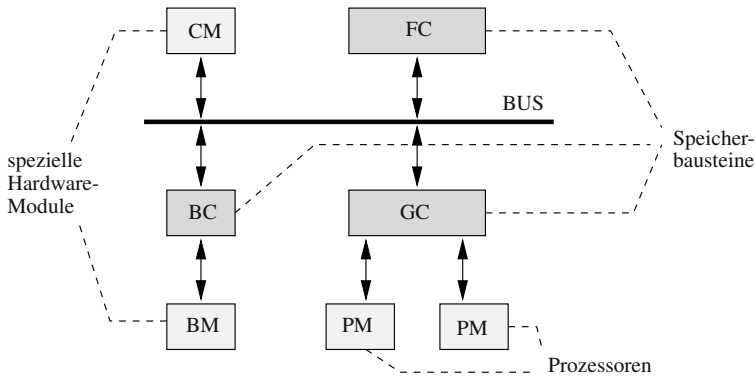 CM
FC
BUS
spezielle
Hardware-
Module
Speicher-
bausteine
BC
GC
BM
PM
PM
Prozessoren